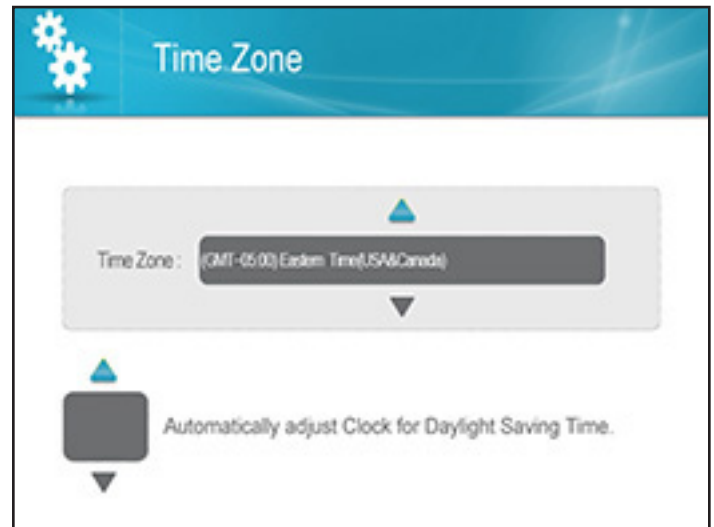 Time Zone
Time Zone : (GMT-05:00) Eastern Time(USA&Canada)
Automatically adjust Clock for Daylight Saving Time.